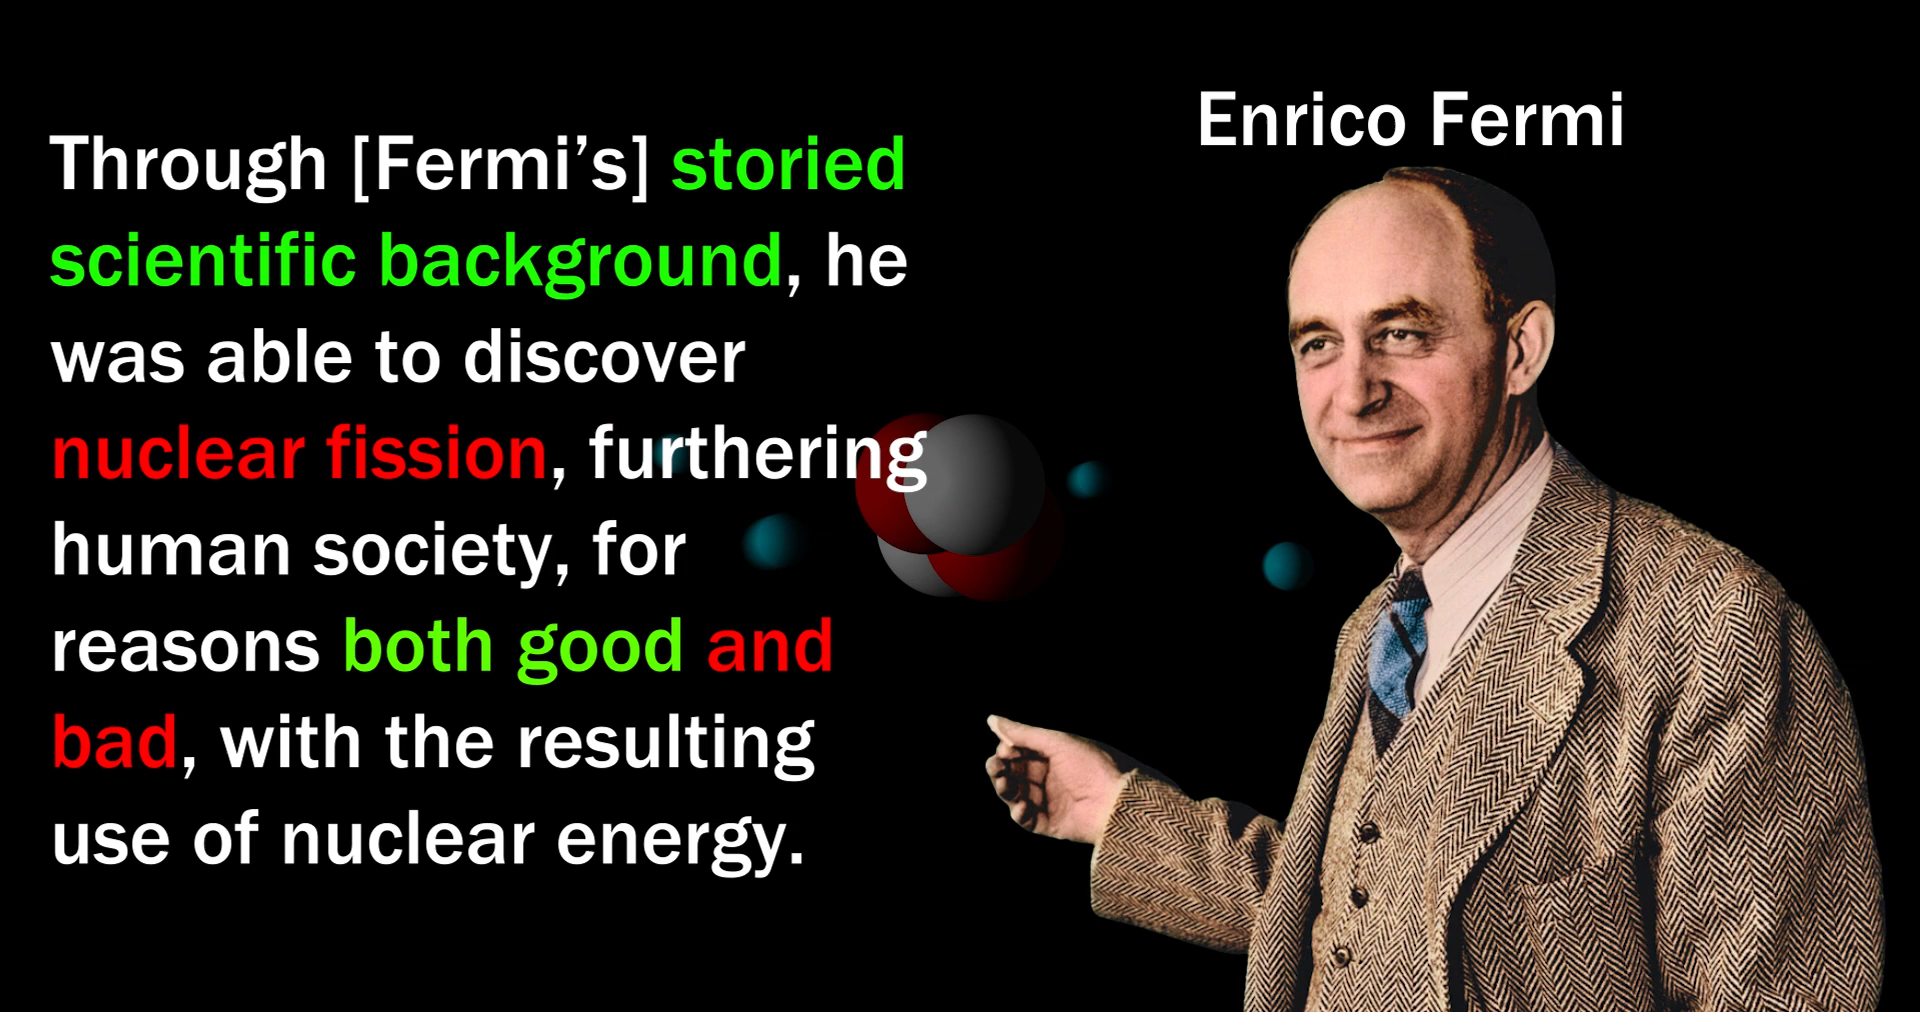 Enrico Fermi
Through [Fermi’s] storied
scientific background, he
was able to discover
nuclear fission, furthering
human society, for
reasons both good and
bad, with the resulting
use of nuclear energy.